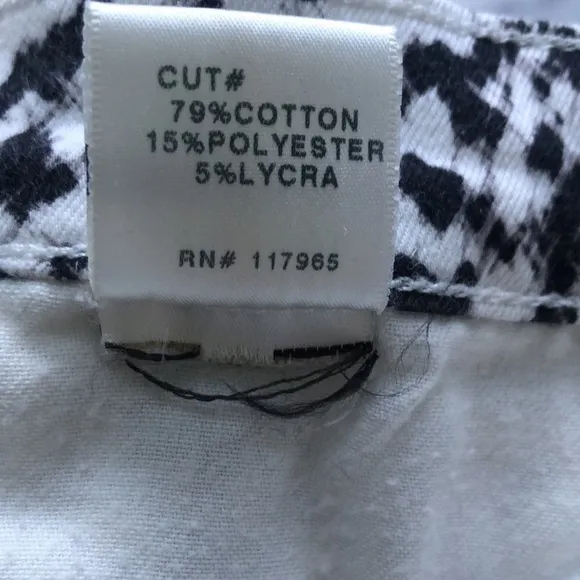 CUT#
79%COTTON
15%POLYESTER
5%LYCRA
RN# 117965